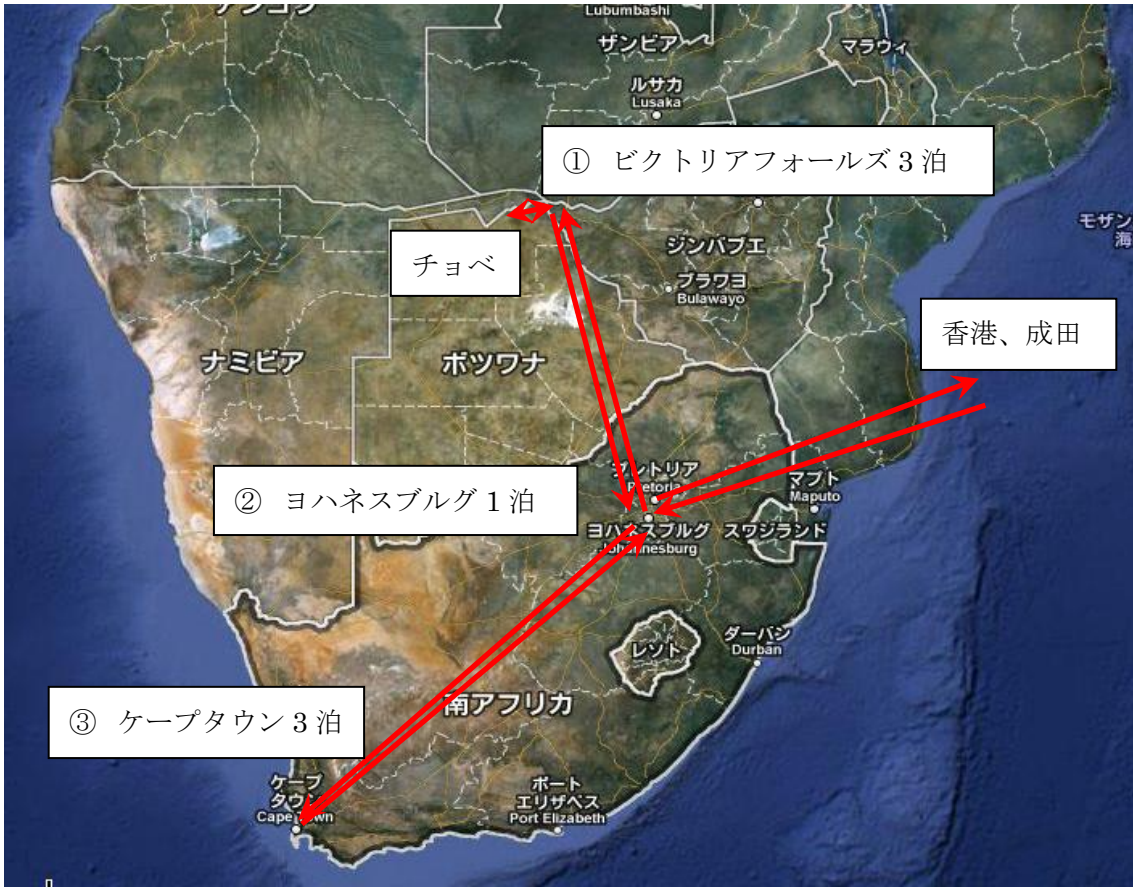 アンゴラ
Lubumbashi
ザンビア
マラウィ
ルサカ
Lusaka
① ビクトリアフォールズ 3 泊
モザン
海
チョベ
ジンバブエ
ブラワヨ
Bulawayo
香港、成田
ナミビア
ボツワナ
プレトリア
Pretoria
マプト
Maputo
② ヨハネスブルグ 1 泊
ヨハネスブルグ
Johannesburg
スワジランド
ダーバン
Durban
レソト
南アフリカ
③ ケープタウン 3 泊
ケープ
タウン
Cape Town
ポート
エリザベス
Port Elizabeth